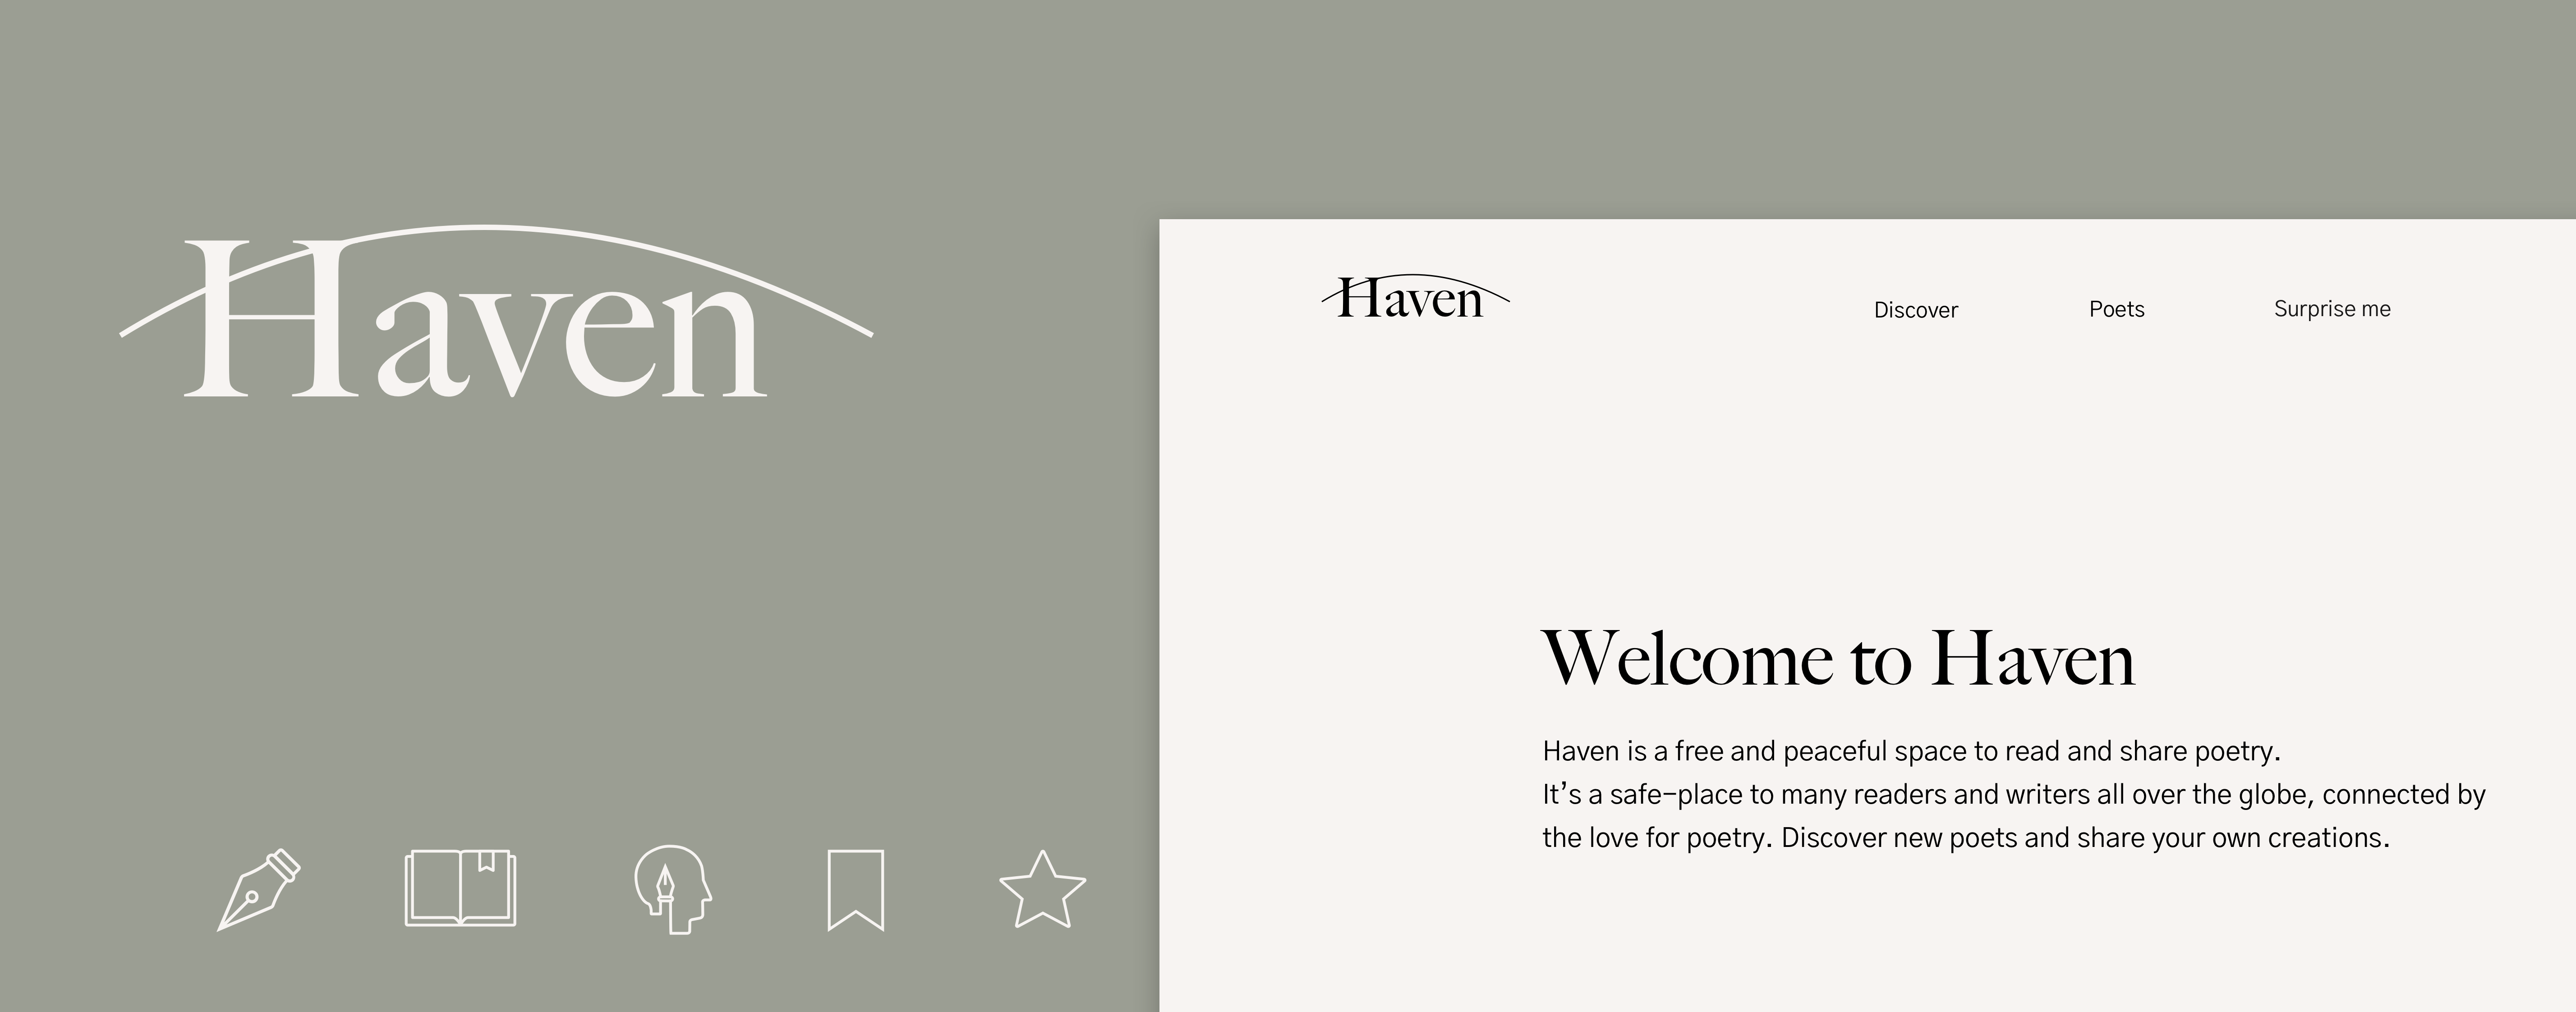 Haven
Haven
Discover
Poets
Surprise me
Welcome to Haven
Haven is a free and peaceful space to read and share poetry.
It’s a safe-place to many readers and writers all over the globe, connected by
the love for poetry. Discover new poets and share your own creations.